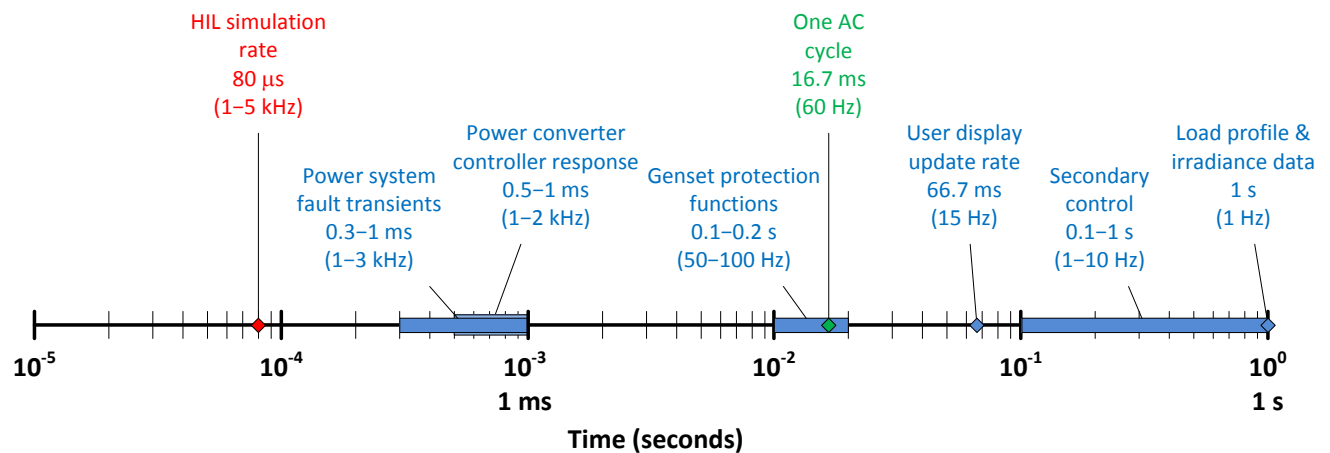 HIL simulation
rate
80 μs
(1−5 kHz)
One AC
cycle
16.7 ms
(60 Hz)
Power system
fault transients
0.3−1 ms
(1−3 kHz)
Power converter
controller response
0.5−1 ms
(1−2 kHz)
Genset protection
functions
0.1−0.2 s
(50−100 Hz)
User display
update rate
66.7 ms
(15 Hz)
Secondary
control
0.1−1 s
(1−10 Hz)
Load profile &
irradiance data
1 s
(1 Hz)
10⁻⁵ 10⁻⁴ 10⁻³ 10⁻² 10⁻¹ 10⁰
1 ms 1 s
Time (seconds)